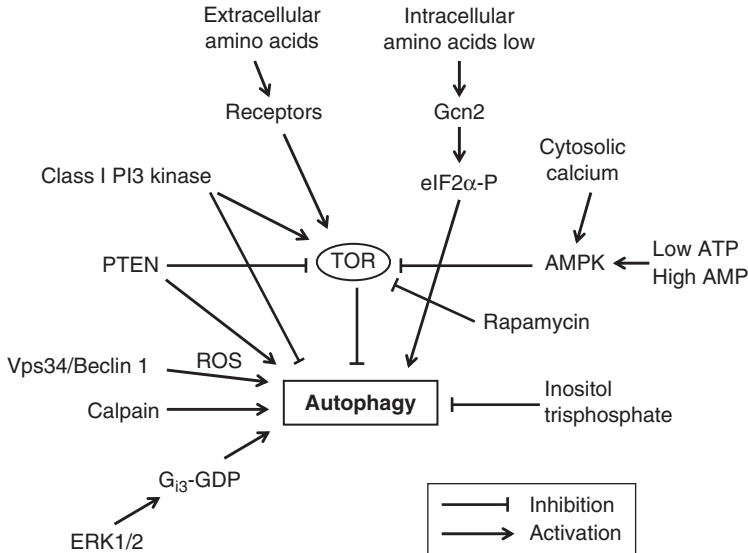 Extracellular
amino acids
Intracellular
amino acids low
Receptors
Gcn2
Cytosolic
calcium
Class I PI3 kinase
eIF2α-P
PTEN
TOR
AMPK
Low ATP
High AMP
Rapamycin
Vps34/Beclin 1
ROS
Autophagy
Inositol
trisphosphate
Calpain
Gi3-GDP
ERK1/2
Inhibition
Activation